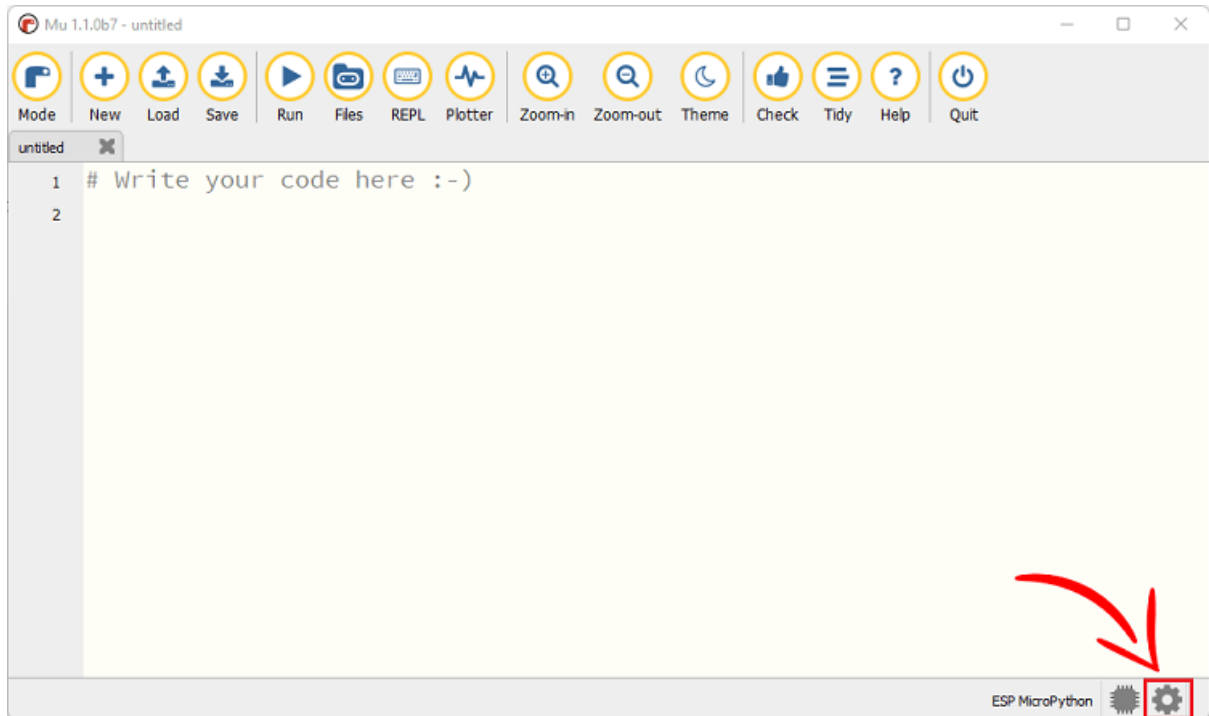 Mu 1.1.0b7 - untitled
Mode New Load Save Run Files REPL Plotter Zoom-in Zoom-out Theme Check Tidy Help Quit
untitled
1 # Write your code here :-)
2
ESP MicroPython